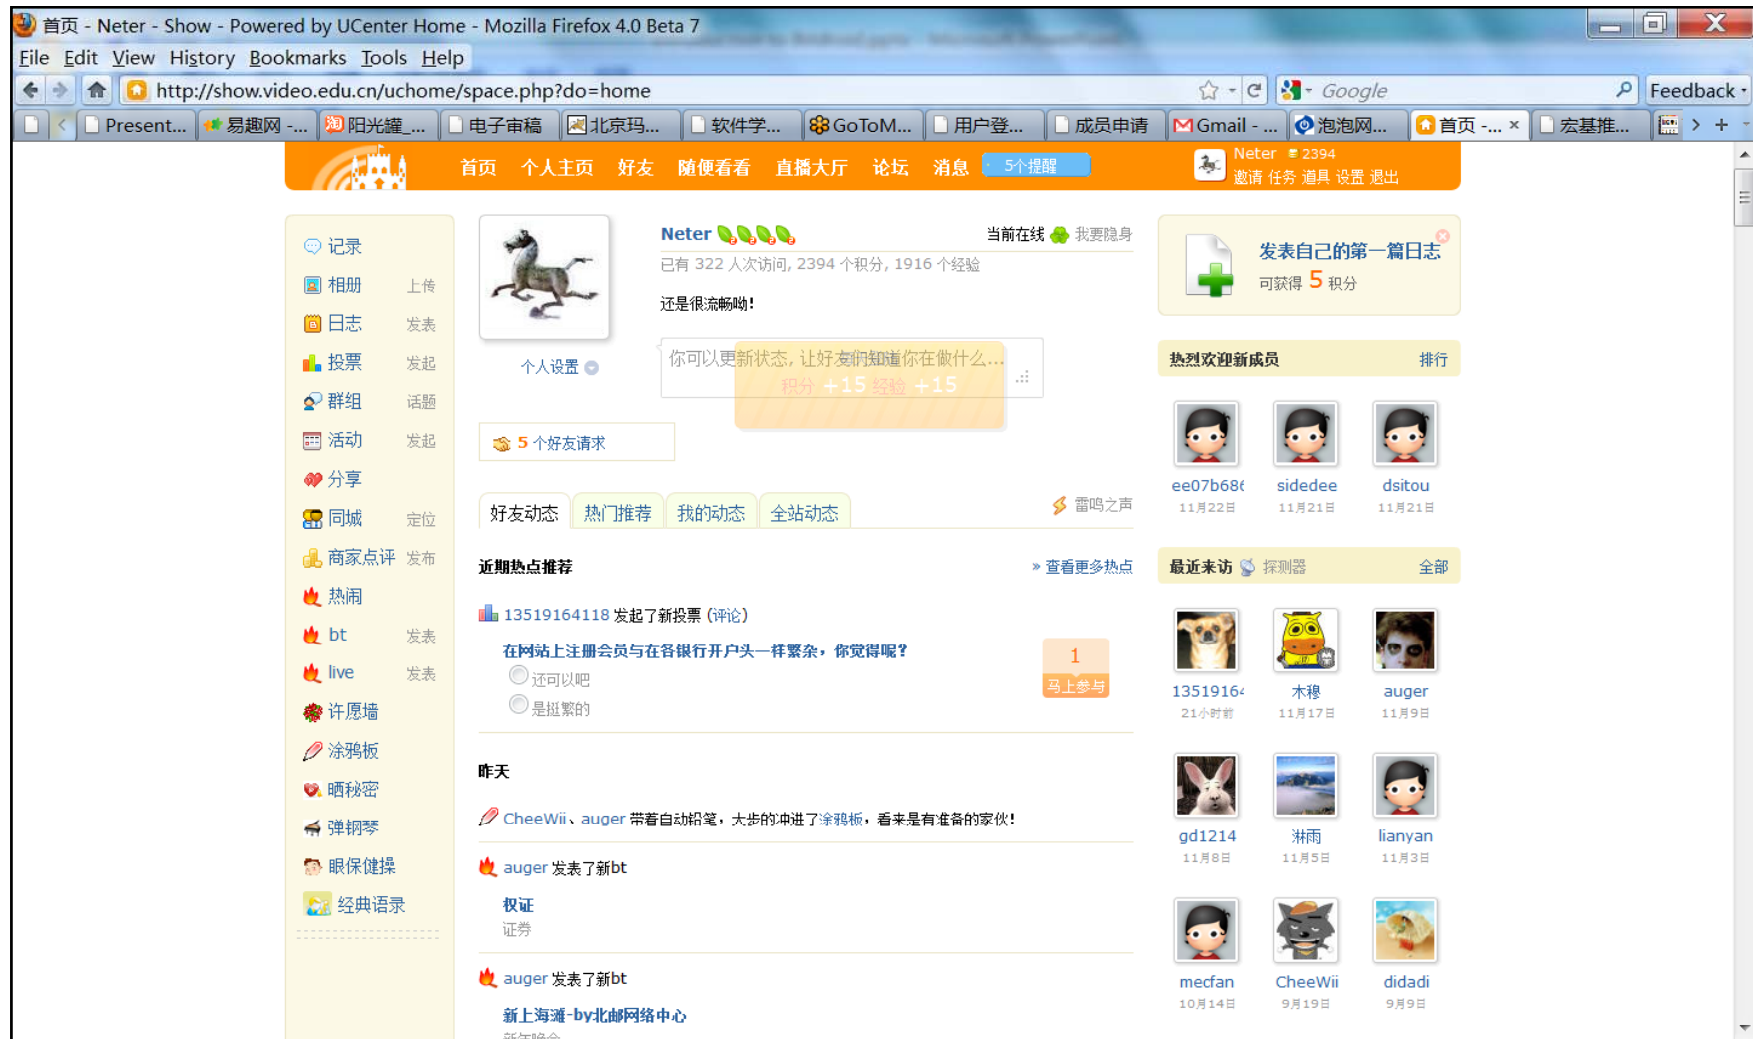 首页 - Neter - Show - Powered by UCenter Home - Mozilla Firefox 4.0 Beta 7
File Edit View History Bookmarks Tools Help
http://show.video.edu.cn/uchome/space.php?do=home Google Feedback
Present... 易趣网 -... 阳光罐_... 电子审稿 北京玛... 软件学... GoToM... 用户登... 成员申请 Gmail - ... 泡泡网... 首页 -... × 宏基推...
首页 个人主页 好友 随便看看 直播大厅 论坛 消息 5个提醒
Neter 2394
邀请 任务 道具 设置 退出
记录
相册 上传
日志 发表
投票 发起
群组 话题
活动 发起
分享
同城 定位
商家点评 发布
热闹
bt 发表
live 发表
许愿墙
涂鸦板
晒秘密
弹钢琴
眼保健操
经典语录
个人设置
Neter 当前在线 我要隐身
已有 322 人次访问, 2394 个积分, 1916 个经验
还是很流畅呦!
你可以更新状态, 让好友们知道你在做什么...
积分 +15 经验 +15
5 个好友请求
好友动态 热门推荐 我的动态 全站动态 雷鸣之声
近期热点推荐 » 查看更多热点
13519164118 发起了新投票 (评论)
在网站上注册会员与在各银行开户头一样繁杂，你觉得呢？
还可以吧
是挺繁的
1
马上参与
昨天
CheeWii、auger 带着自动铅笔，大步的冲进了涂鸦板，看来是有准备的家伙!
auger 发表了新bt
权证
证券
auger 发表了新bt
新上海滩-by北邮网络中心
发表自己的第一篇日志
可获得 5 积分
热烈欢迎新成员 排行
ee07b686 sidedee dsitou
11月22日 11月21日 11月21日
最近来访 探测器 全部
13519164 木穆 auger
21小时前 11月17日 11月9日
gd1214 淋雨 lianyan
11月8日 11月5日 11月3日
mecfan CheeWii didadi
10月14日 9月19日 9月9日